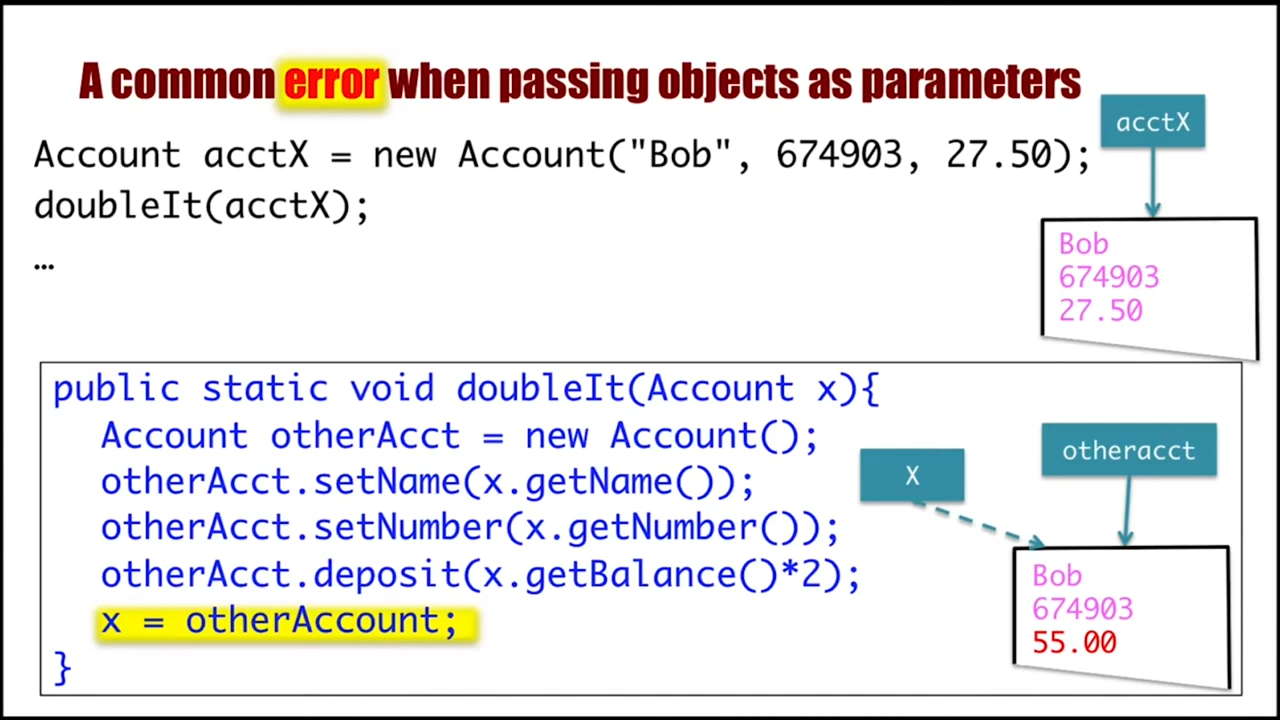 A common error when passing objects as parameters
acctX
Account acctX = new Account("Bob", 674903, 27.50);
doubleIt(acctX);
…
Bob
674903
27.50
public static void doubleIt(Account x){
Account otherAcct = new Account();
otherAcct.setName(x.getName());
otherAcct.setNumber(x.getNumber());
otherAcct.deposit(x.getBalance()*2);
x = otherAccount;
}
X
otheracct
Bob
674903
55.00